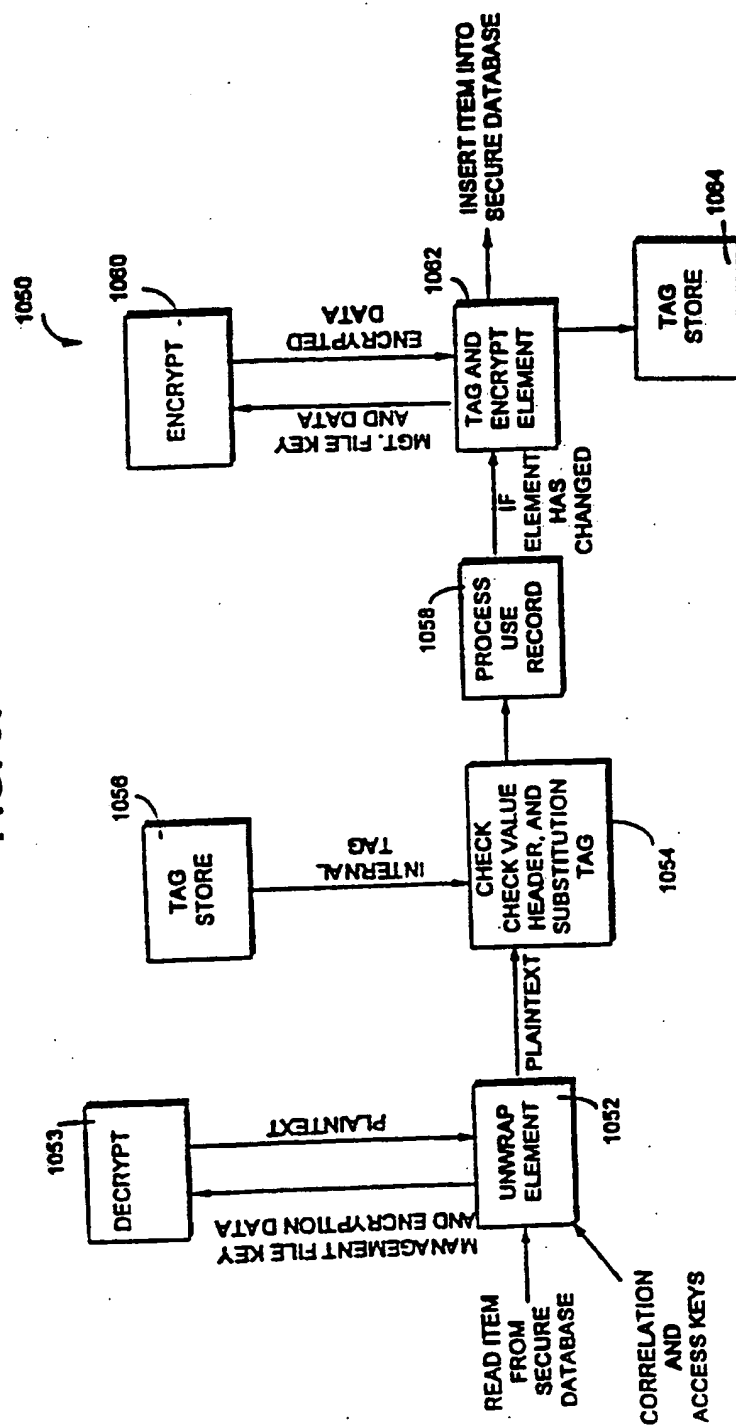 1050
1053
DECRYPT
PLAINTEXT
MANAGEMENT FILE KEY
AND ENCRYPTION DATA
READ ITEM
FROM
SECURE
DATABASE
CORRELATION
AND
ACCESS KEYS
UNWRAP
ELEMENT
1052
PLAINTEXT
1056
TAG
STORE
INTERNAL
TAG
CHECK
CHECK VALUE
HEADER, AND
SUBSTITUTION
TAG
1054
1058
PROCESS
USE
RECORD
IF
ELEMENT
HAS
CHANGED
1060
ENCRYPT
MGT. FILE KEY
AND DATA
ENCRYPTED
DATA
1062
TAG AND
ENCRYPT
ELEMENT
INSERT ITEM INTO
SECURE DATABASE
TAG
STORE
1064